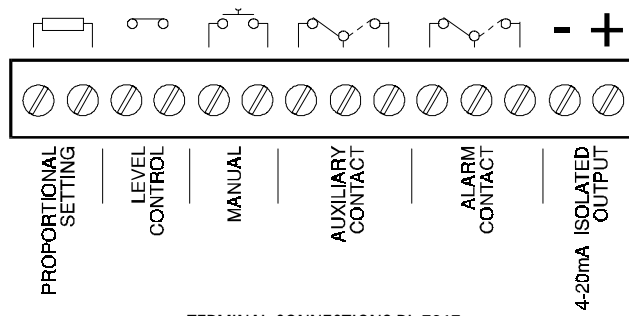 - +
PROPORTIONAL
SETTING
LEVEL
CONTROL
MANUAL
AUXILIARY
CONTACT
ALARM
CONTACT
4-20mA ISOLATED
OUTPUT